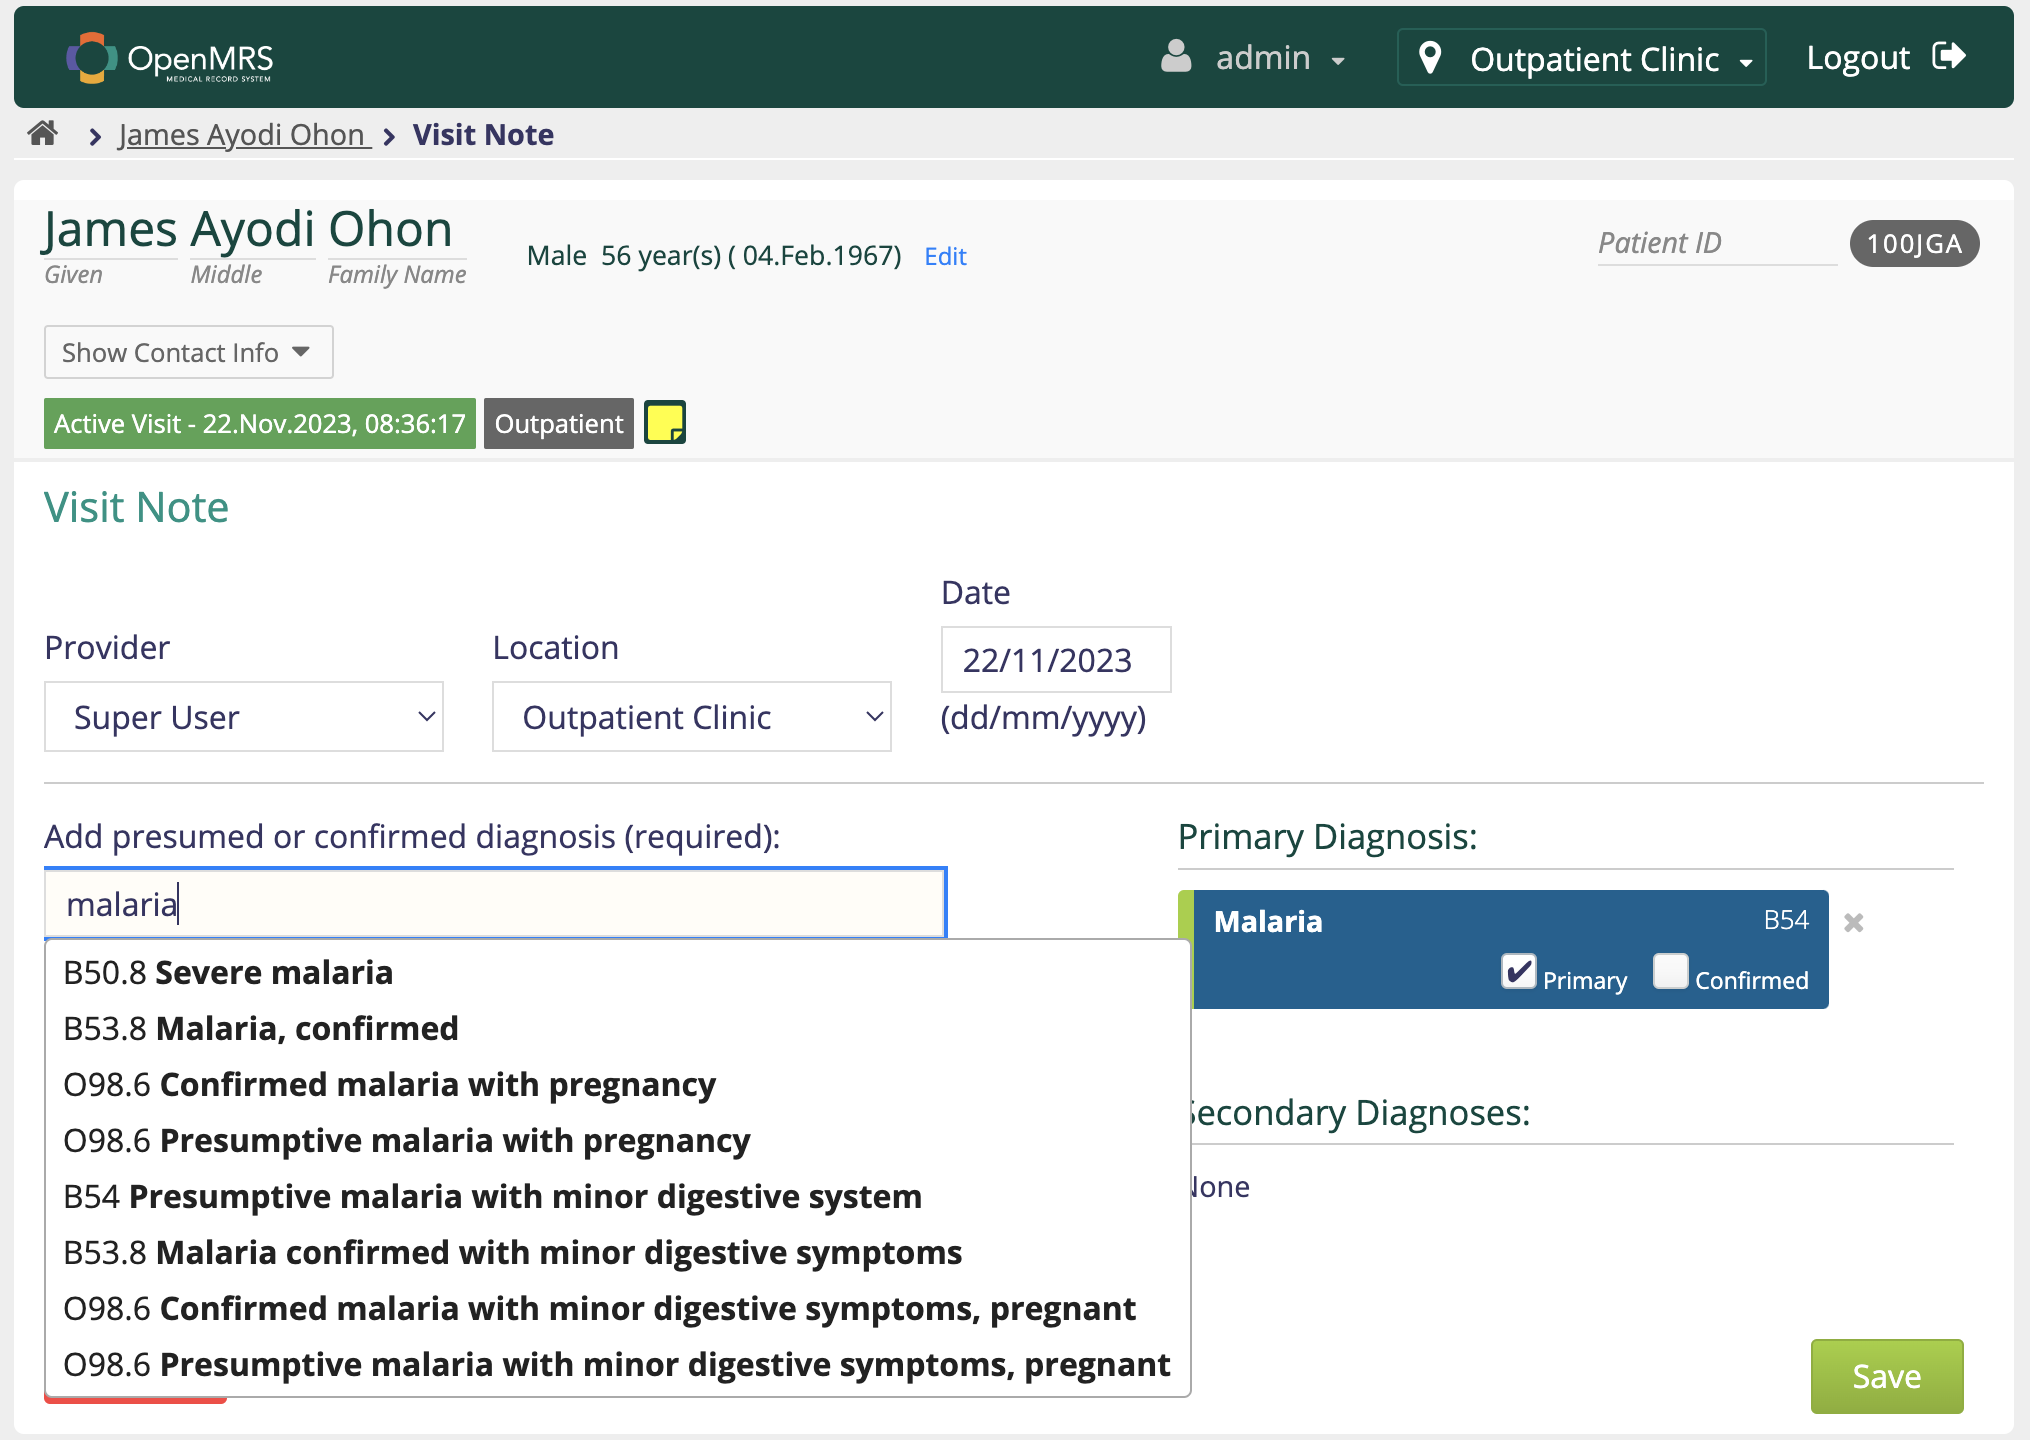 OpenMRS
MEDICAL RECORD SYSTEM
admin
Outpatient Clinic
Logout
James Ayodi Ohon
Visit Note
James Ayodi Ohon
Given Middle Family Name
Male 56 year(s) ( 04.Feb.1967) Edit
Patient ID 100JGA
Show Contact Info
Active Visit - 22.Nov.2023, 08:36:17 Outpatient
Visit Note
Provider
Super User
Location
Outpatient Clinic
Date
22/11/2023
(dd/mm/yyyy)
Add presumed or confirmed diagnosis (required):
malaria
B50.8 Severe malaria
B53.8 Malaria, confirmed
O98.6 Confirmed malaria with pregnancy
O98.6 Presumptive malaria with pregnancy
B54 Presumptive malaria with minor digestive system
B53.8 Malaria confirmed with minor digestive symptoms
O98.6 Confirmed malaria with minor digestive symptoms, pregnant
O98.6 Presumptive malaria with minor digestive symptoms, pregnant
Primary Diagnosis:
Malaria B54
Primary Confirmed
Secondary Diagnoses:
None
Save